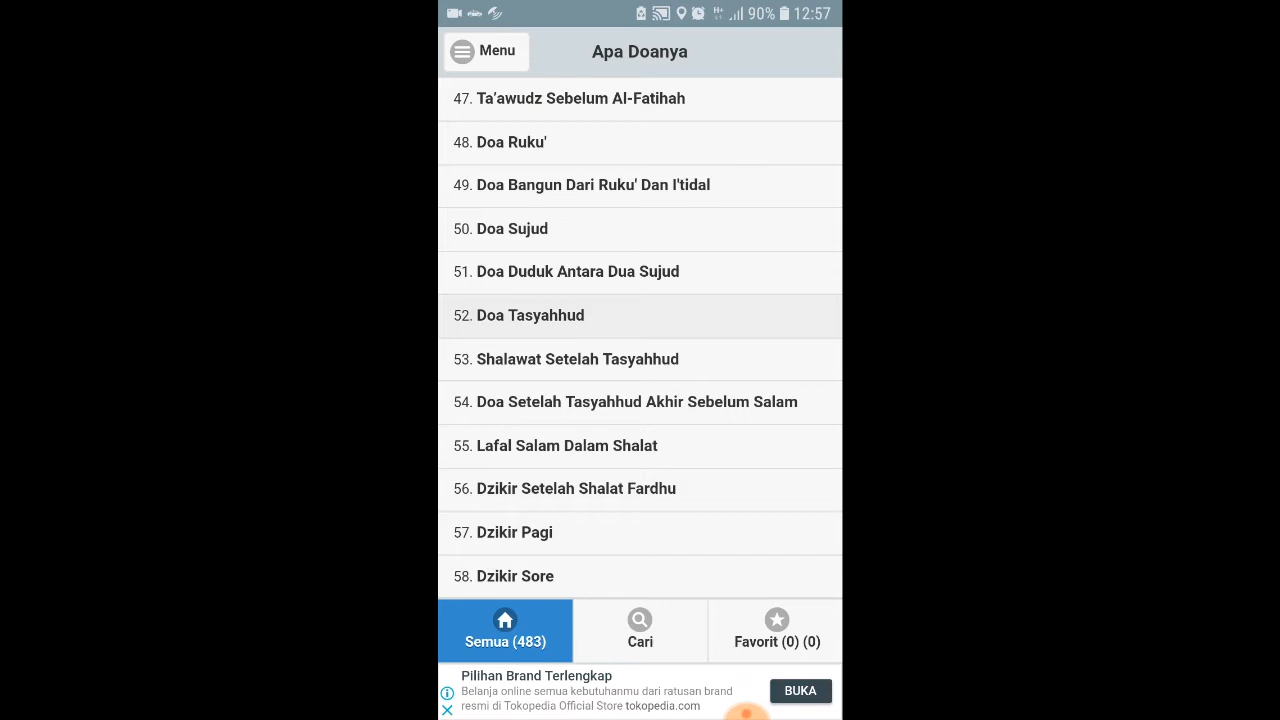 90% 12:57
Menu
Apa Doanya
47. Ta’awudz Sebelum Al-Fatihah
48. Doa Ruku'
49. Doa Bangun Dari Ruku' Dan I'tidal
50. Doa Sujud
51. Doa Duduk Antara Dua Sujud
52. Doa Tasyahhud
53. Shalawat Setelah Tasyahhud
54. Doa Setelah Tasyahhud Akhir Sebelum Salam
55. Lafal Salam Dalam Shalat
56. Dzikir Setelah Shalat Fardhu
57. Dzikir Pagi
58. Dzikir Sore
Semua (483)
Cari
Favorit (0) (0)
Pilihan Brand Terlengkap
Belanja online semua kebutuhanmu dari ratusan brand
resmi di Tokopedia Official Store tokopedia.com
BUKA